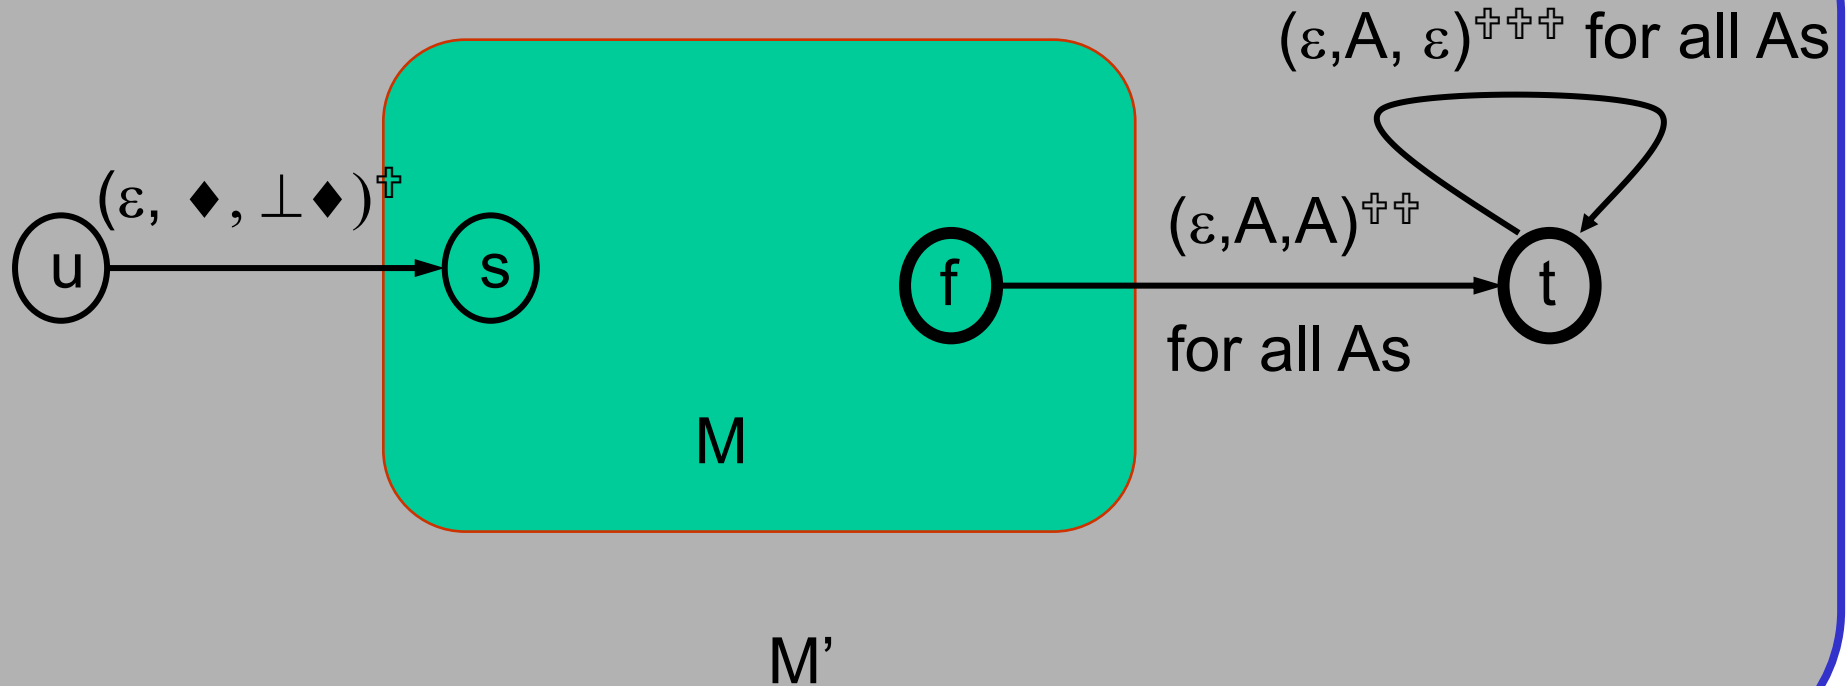 (ε,A, ε)✞✞✞ for all As
(ε, ♦, ⊥♦)✞
u
s
f
(ε,A,A)✞✞
t
for all As
M
M’